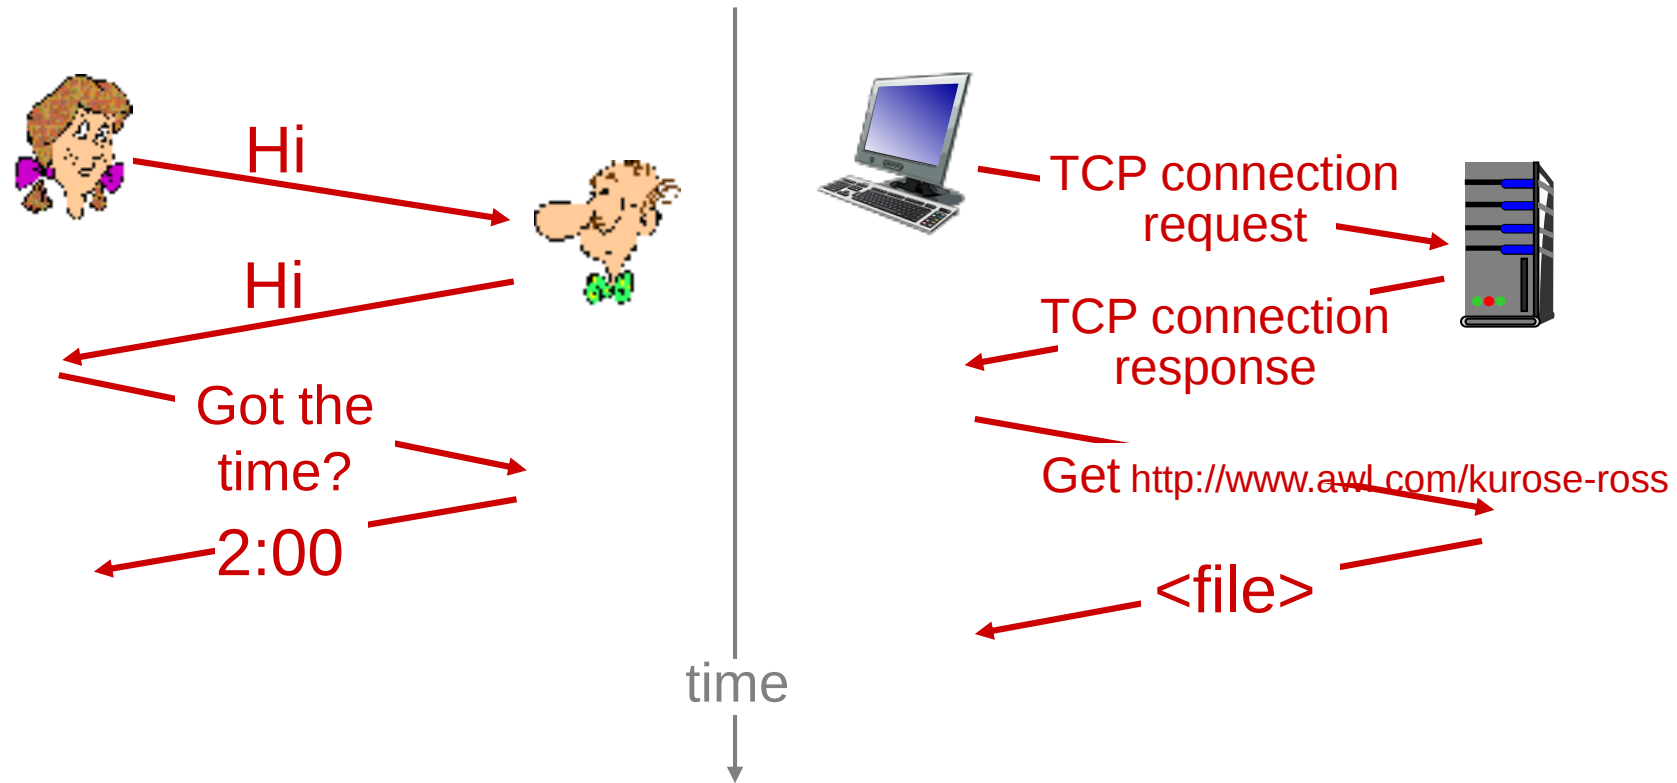 Hi
Hi
Got the
time?
2:00
TCP connection
request
TCP connection
response
Get http://www.awl.com/kurose-ross
<file>
time